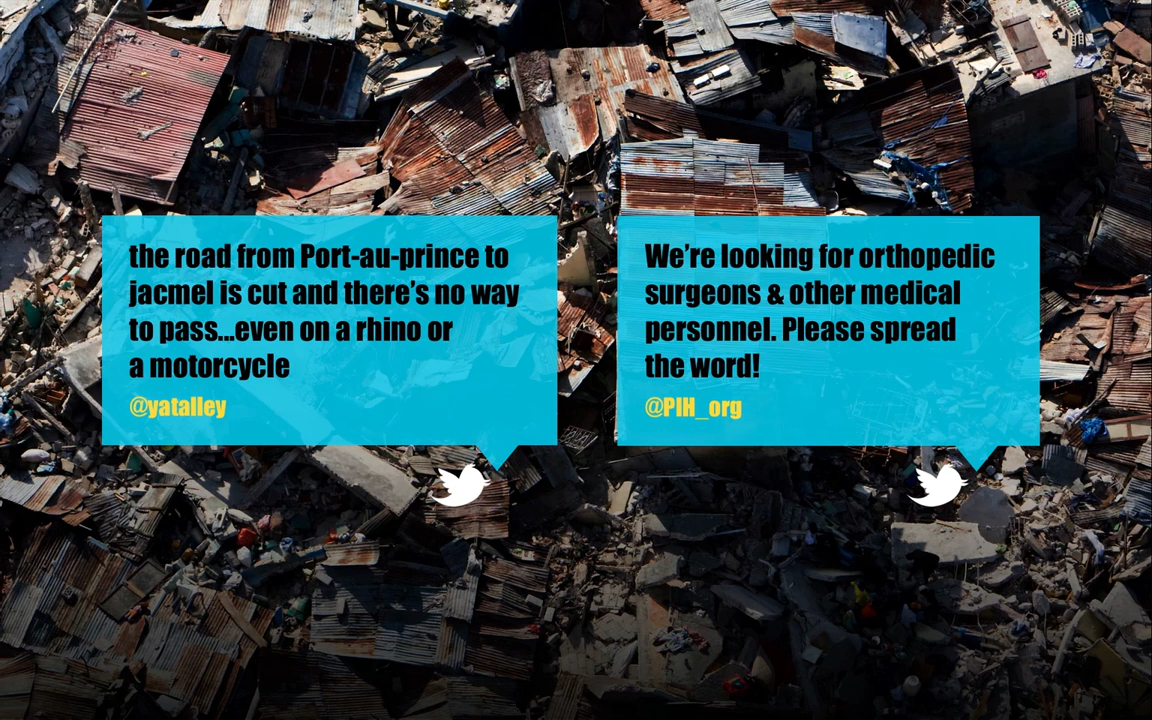 the road from Port-au-prince to
jacmel is cut and there’s no way
to pass...even on a rhino or
a motorcycle
@yatalley
We’re looking for orthopedic
surgeons & other medical
personnel. Please spread
the word!
@PIH_org